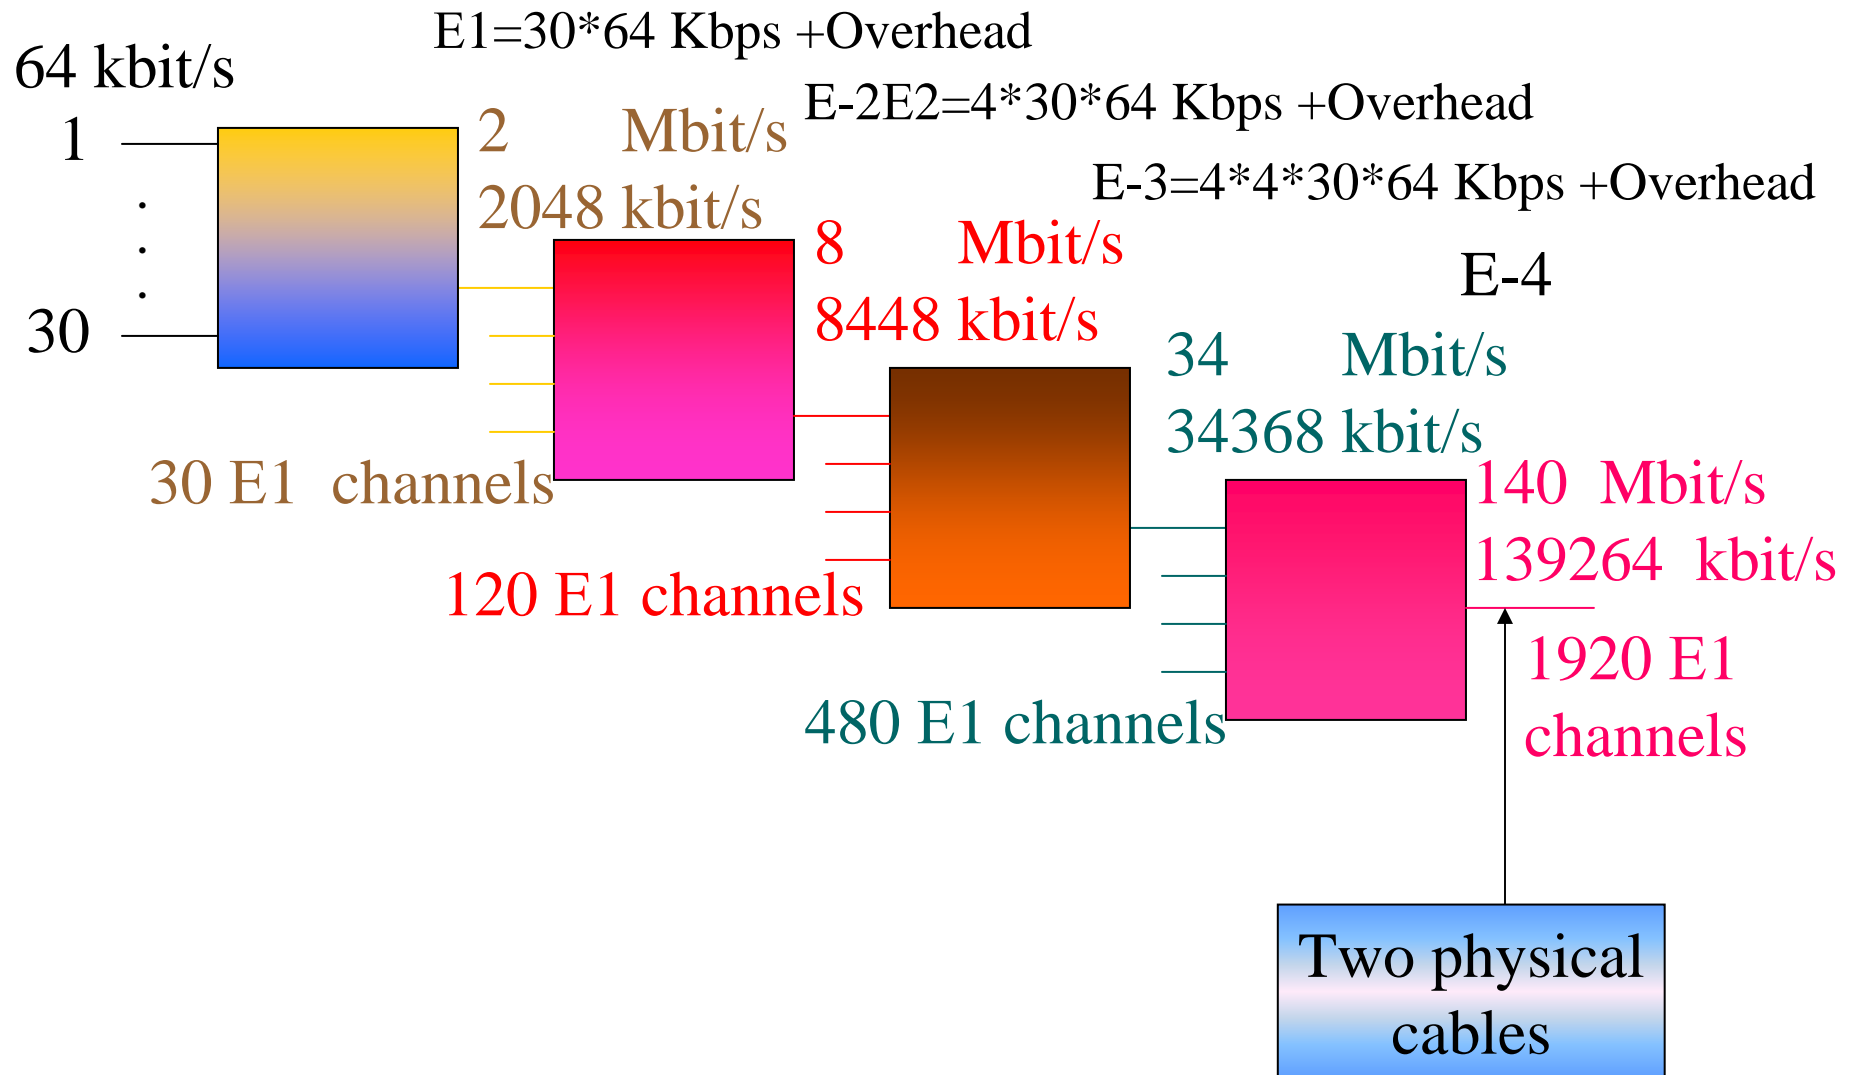 E1=30*64 Kbps +Overhead
64 kbit/s
E-2E2=4*30*64 Kbps +Overhead
1
2 Mbit/s
2048 kbit/s
E-3=4*4*30*64 Kbps +Overhead
.
.
.
30
8 Mbit/s
8448 kbit/s
E-4
34 Mbit/s
34368 kbit/s
30 E1 channels
140 Mbit/s
139264 kbit/s
120 E1 channels
1920 E1
channels
480 E1 channels
Two physical
cables